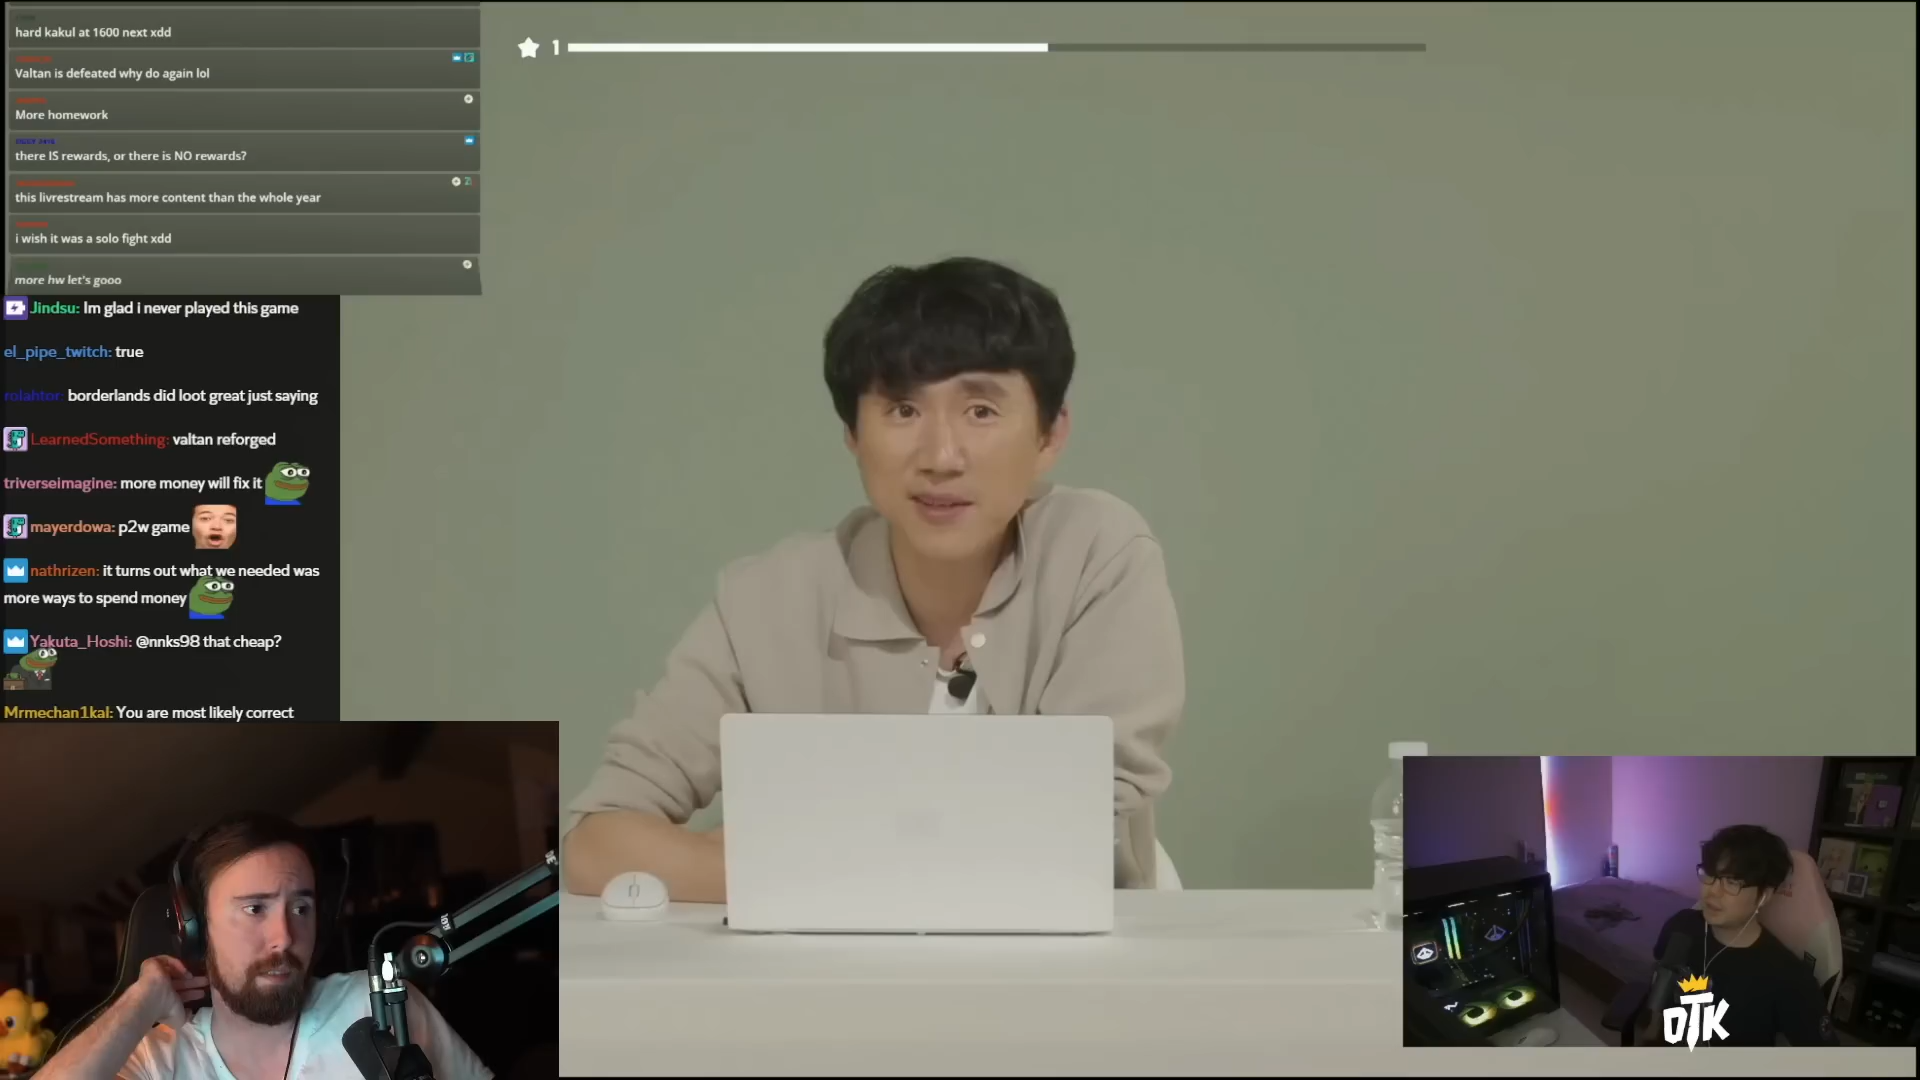 hard kakul at 1600 next xdd
Valtan is defeated why do again lol
More homework
there IS rewards, or there is NO rewards?
this livrestream has more content than the whole year
i wish it was a solo fight xdd
more hw let's gooo
1
Jindsu: Im glad i never played this game
el_pipe_twitch: true
rolahtor: borderlands did loot great just saying
LearnedSomething: valtan reforged
triverseimagine: more money will fix it
mayerdowa: p2w game
nathrizen: it turns out what we needed was
more ways to spend money
Yakuta_Hoshi: @nnks98 that cheap?
Mrmechan1kal: You are most likely correct
OTK